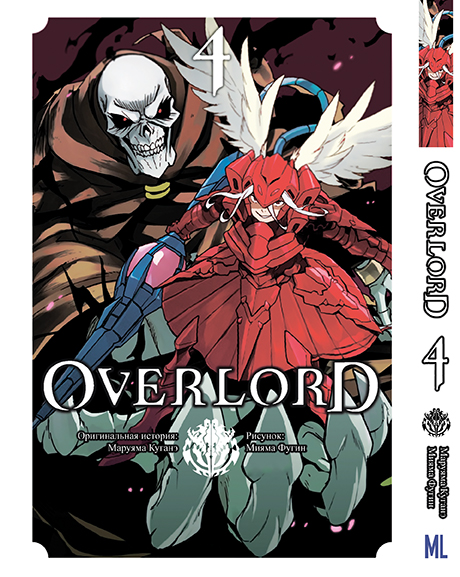 4
OVERLORD
Оригинальная история:
Маруяма Куганэ
Рисунок:
Мияма Фугин
OVERLORD
4
Маруяма Куганэ
Мияма Фугин
ML